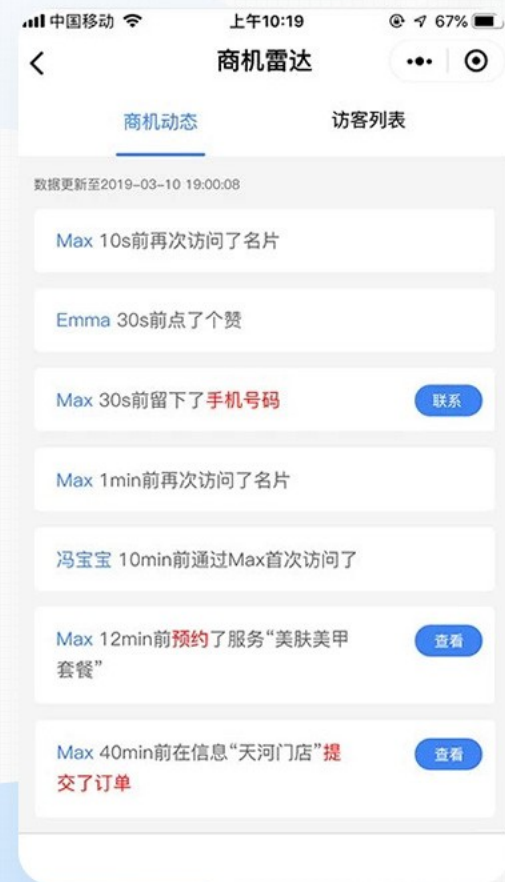 中国移动 上午10:19 67%
商机雷达
商机动态 访客列表
数据更新至2019-03-10 19:00:08
Max 10s前再次访问了名片
Emma 30s前点了个赞
Max 30s前留下了手机号码 联系
Max 1min前再次访问了名片
冯宝宝 10min前通过Max首次访问了
Max 12min前预约了服务“美肤美甲 查看
套餐”
Max 40min前在信息“天河门店”提 查看
交了订单